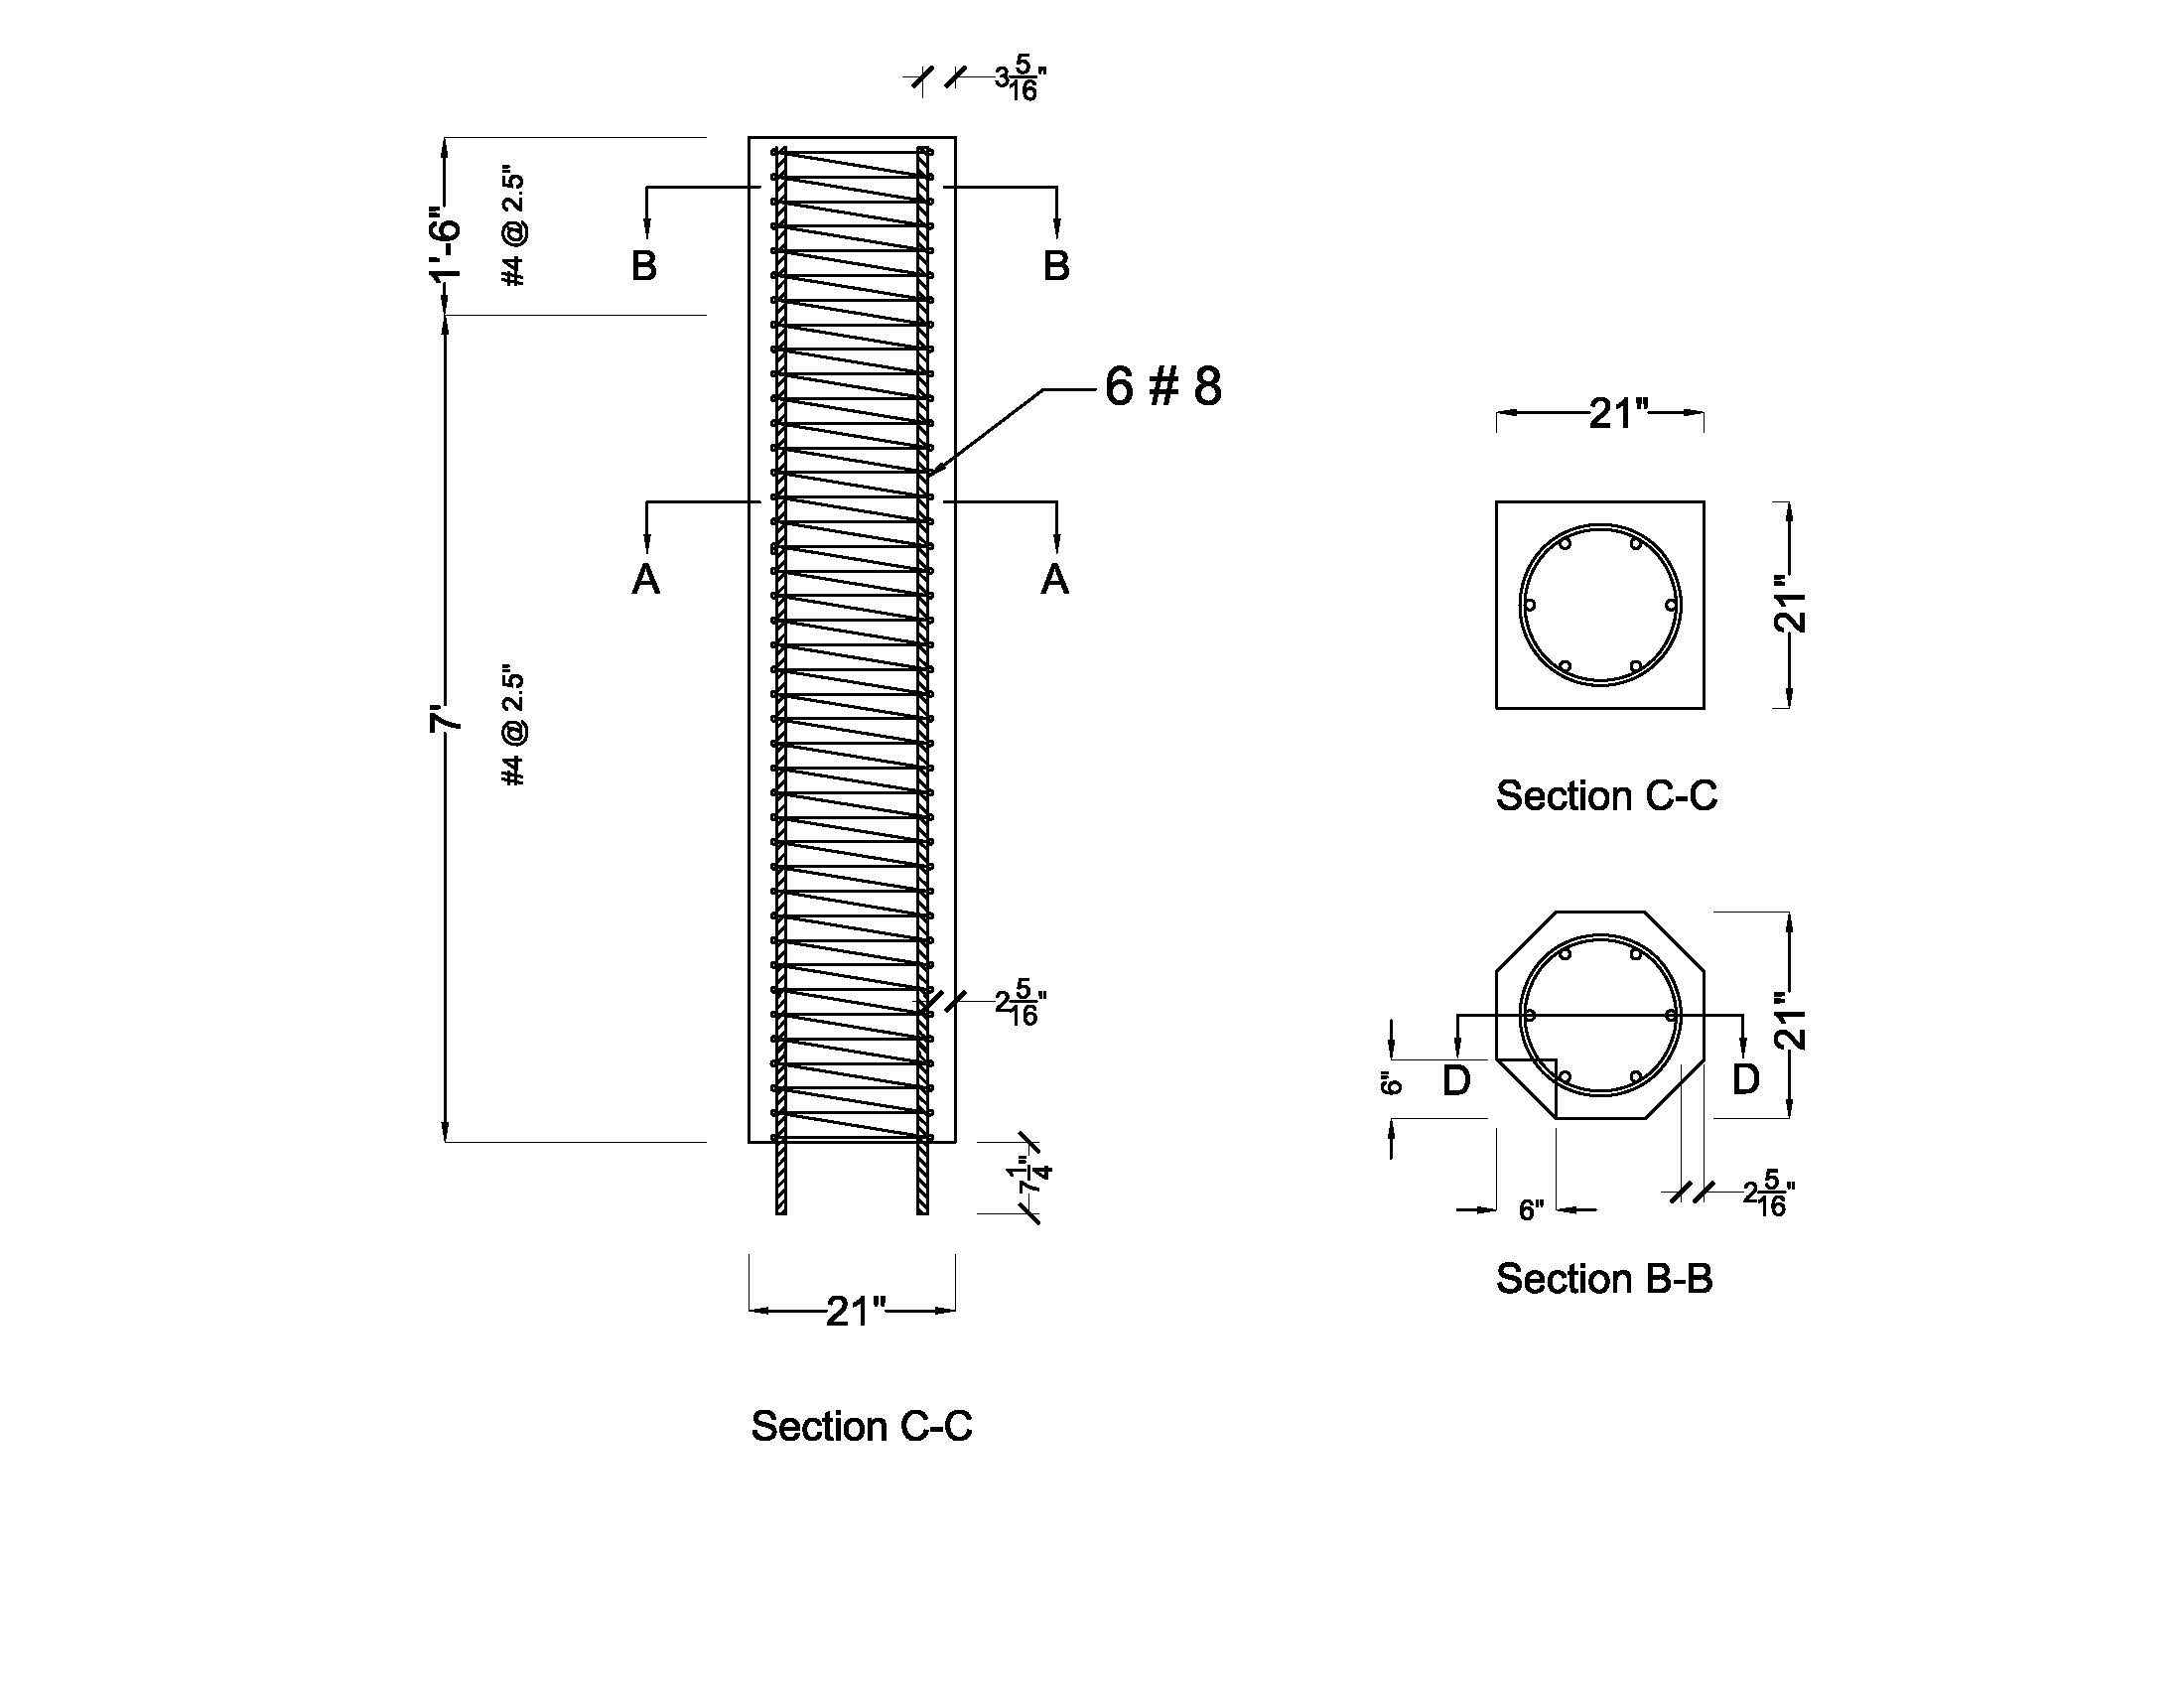 3 5/16"
1'-6"
#4 @ 2.5"
B
B
6 # 8
A
A
7'
#4 @ 2.5"
2 5/16"
7 1/4"
21"
Section C-C
21"
21"
Section C-C
21"
D
D
6"
6"
2 5/16"
Section B-B